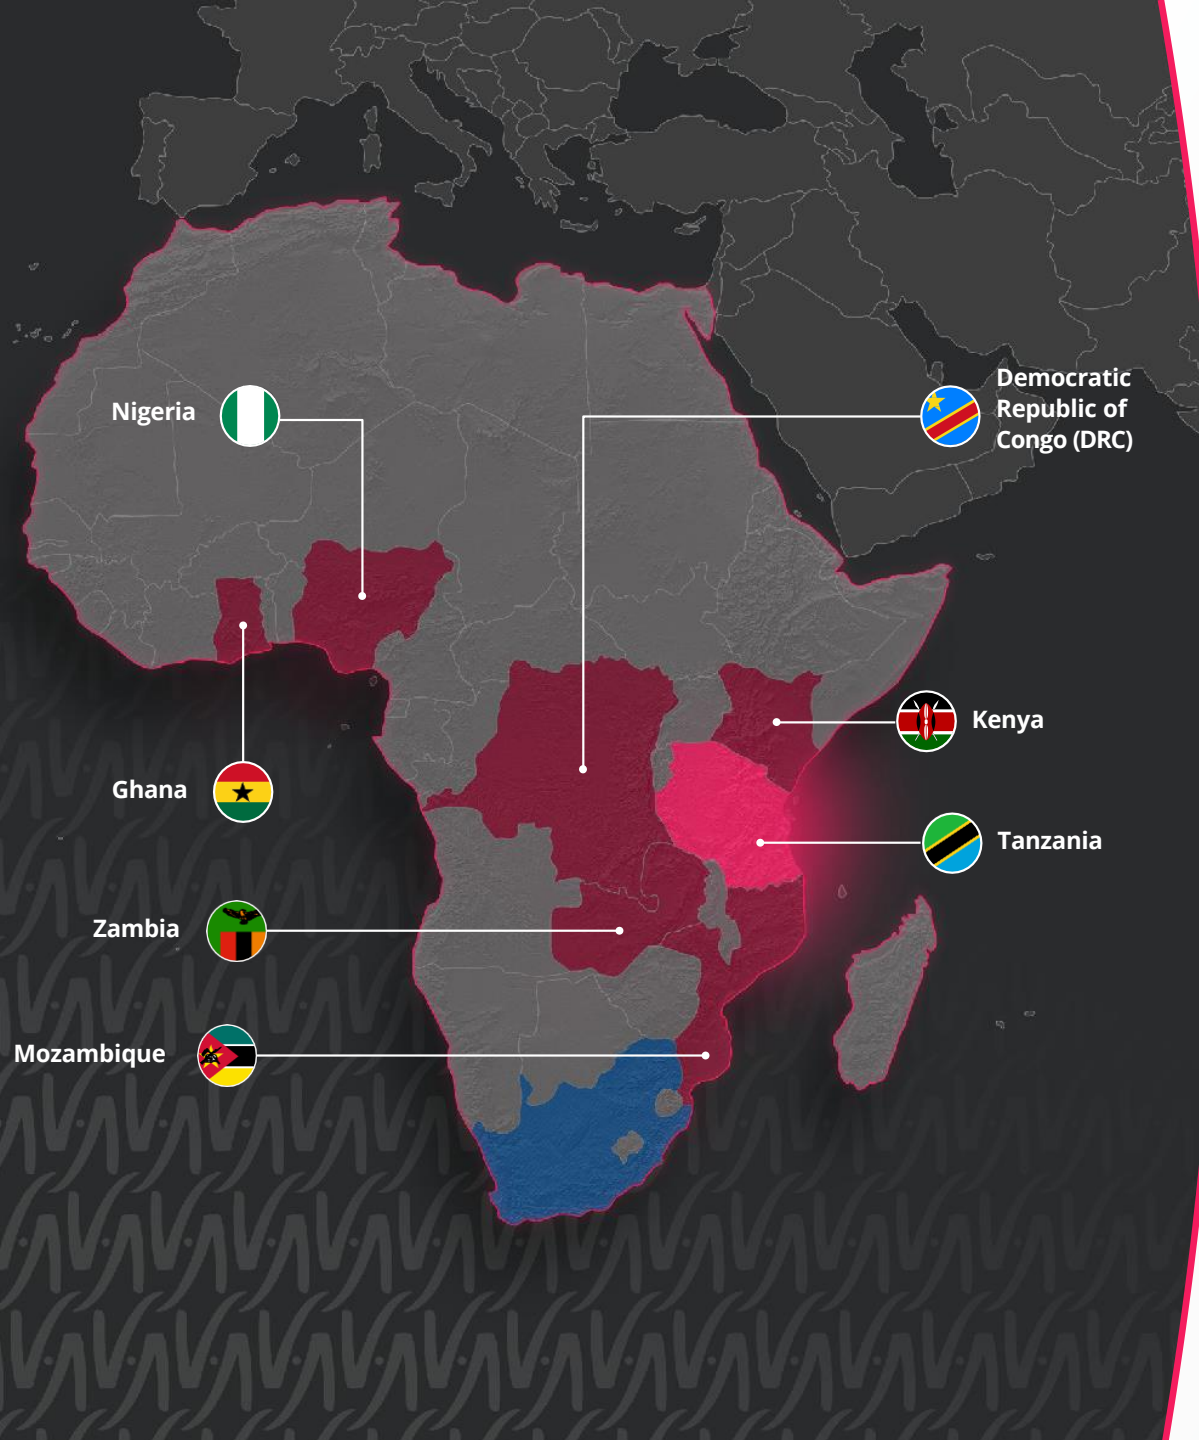 Democratic
Republic of
Congo (DRC)
Nigeria
Kenya
Ghana
Tanzania
Zambia
Mozambique